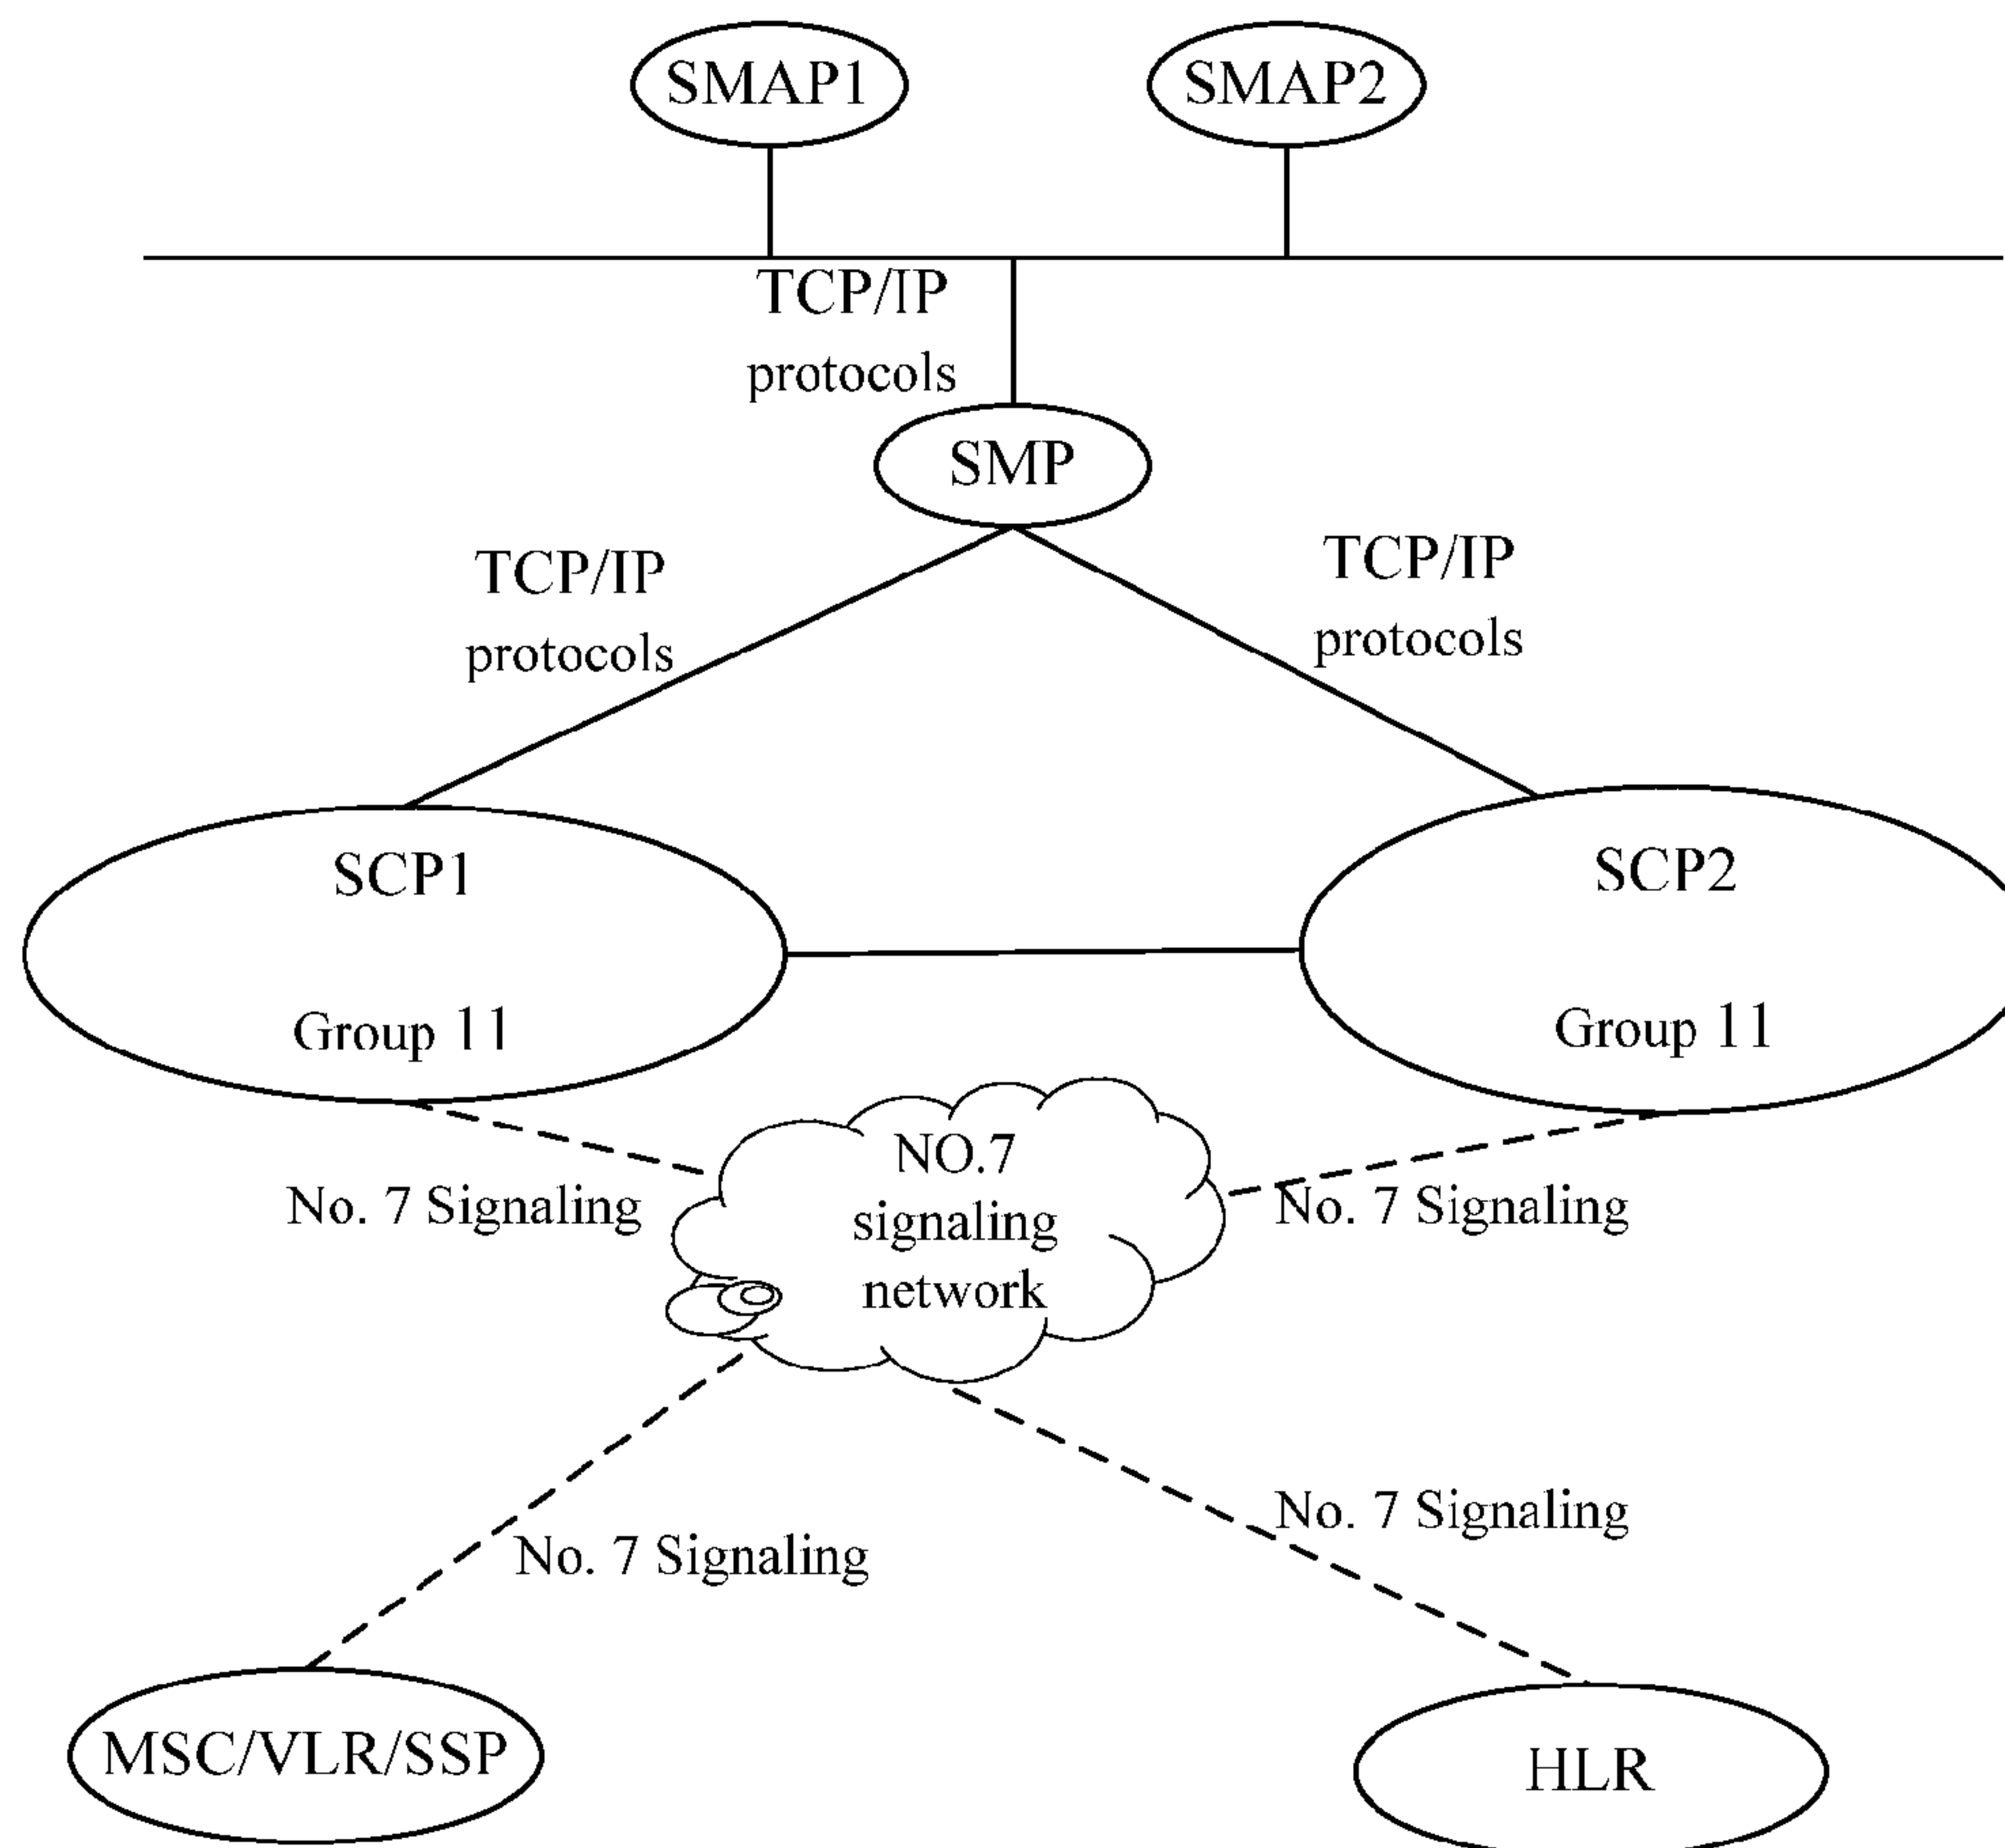 SMAP1
SMAP2
TCP/IP
protocols
SMP
TCP/IP
protocols
TCP/IP
protocols
SCP1
Group 11
SCP2
Group 11
NO.7
signaling
network
No. 7 Signaling
No. 7 Signaling
No. 7 Signaling
No. 7 Signaling
MSC/VLR/SSP
HLR